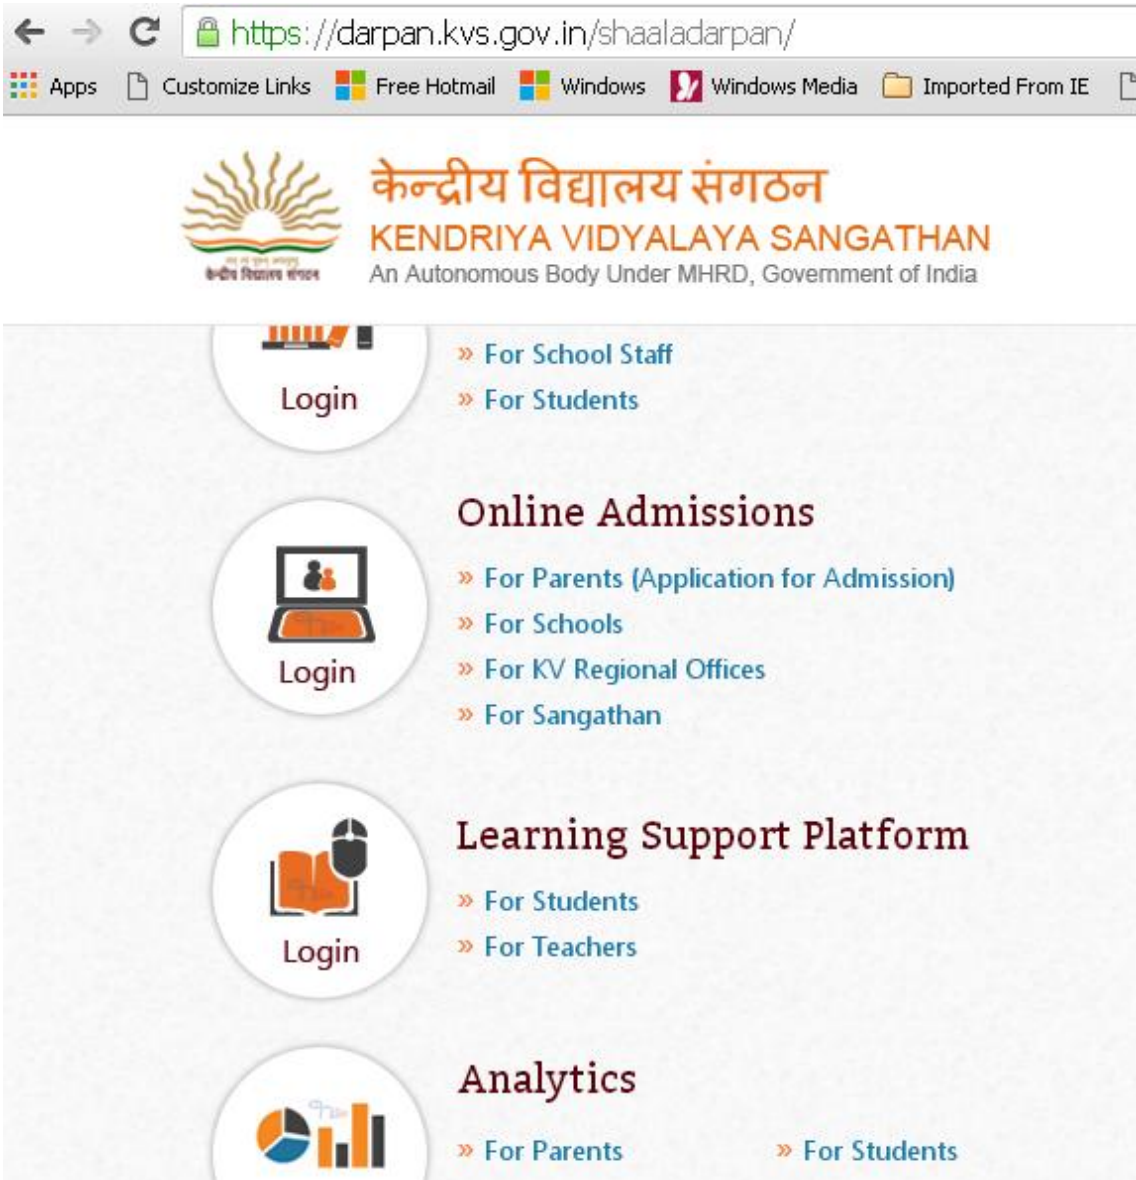 https://darpan.kvs.gov.in/shaaladarpan/
Apps Customize Links Free Hotmail Windows Windows Media Imported From IE
केन्द्रीय विद्यालय संगठन
KENDRIYA VIDYALAYA SANGATHAN
An Autonomous Body Under MHRD, Government of India
केन्द्रीय विद्यालय संगठन
» For School Staff
Login
» For Students
Online Admissions
» For Parents (Application for Admission)
» For Schools
Login
» For KV Regional Offices
» For Sangathan
Learning Support Platform
» For Students
Login
» For Teachers
Analytics
» For Parents » For Students